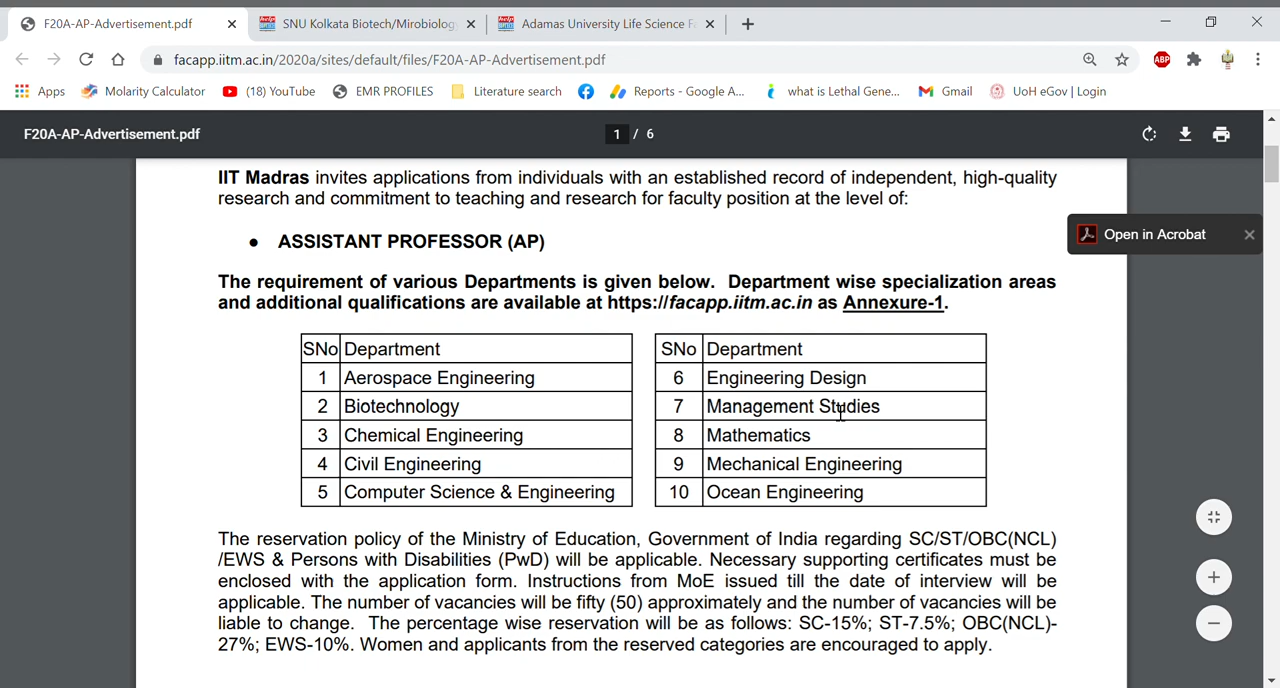 F20A-AP-Advertisement.pdf
SNU Kolkata Biotech/Mirobiology
Adamas University Life Science F
facapp.iitm.ac.in/2020a/sites/default/files/F20A-AP-Advertisement.pdf
ABP
Apps
Molarity Calculator
(18) YouTube
EMR PROFILES
Literature search
Reports - Google A...
what is Lethal Gene...
Gmail
UoH eGov | Login
F20A-AP-Advertisement.pdf
1 / 6
Open in Acrobat
IIT Madras invites applications from individuals with an established record of independent, high-quality
research and commitment to teaching and research for faculty position at the level of:
● ASSISTANT PROFESSOR (AP)
The requirement of various Departments is given below. Department wise specialization areas
and additional qualifications are available at https://facapp.iitm.ac.in as Annexure-1.
SNo Department
1 Aerospace Engineering
2 Biotechnology
3 Chemical Engineering
4 Civil Engineering
5 Computer Science & Engineering
SNo Department
6 Engineering Design
7 Management Studies
8 Mathematics
9 Mechanical Engineering
10 Ocean Engineering
The reservation policy of the Ministry of Education, Government of India regarding SC/ST/OBC(NCL)
/EWS & Persons with Disabilities (PwD) will be applicable. Necessary supporting certificates must be
enclosed with the application form. Instructions from MoE issued till the date of interview will be
applicable. The number of vacancies will be fifty (50) approximately and the number of vacancies will be
liable to change. The percentage wise reservation will be as follows: SC-15%; ST-7.5%; OBC(NCL)-
27%; EWS-10%. Women and applicants from the reserved categories are encouraged to apply.